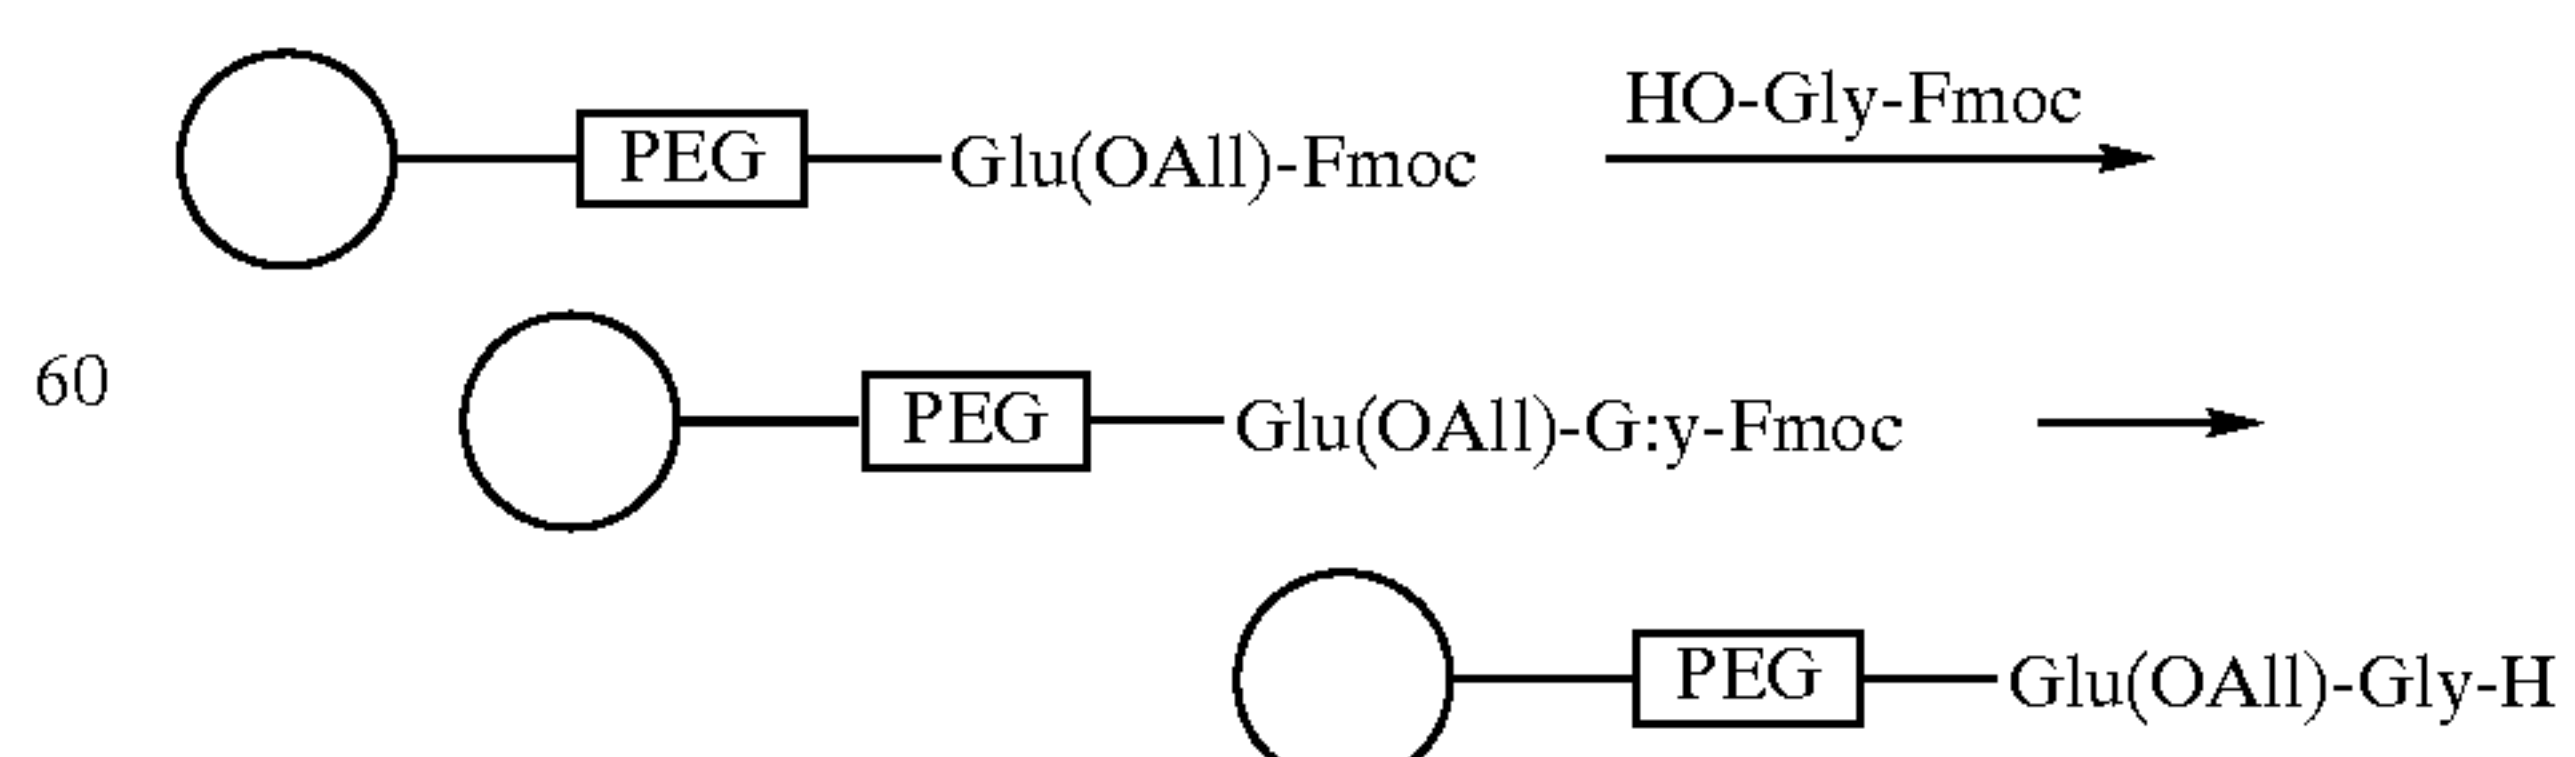 HO-Gly-Fmoc
PEG Glu(OAll)-Fmoc
60
PEG Glu(OAll)-G:y-Fmoc
PEG Glu(OAll)-Gly-H